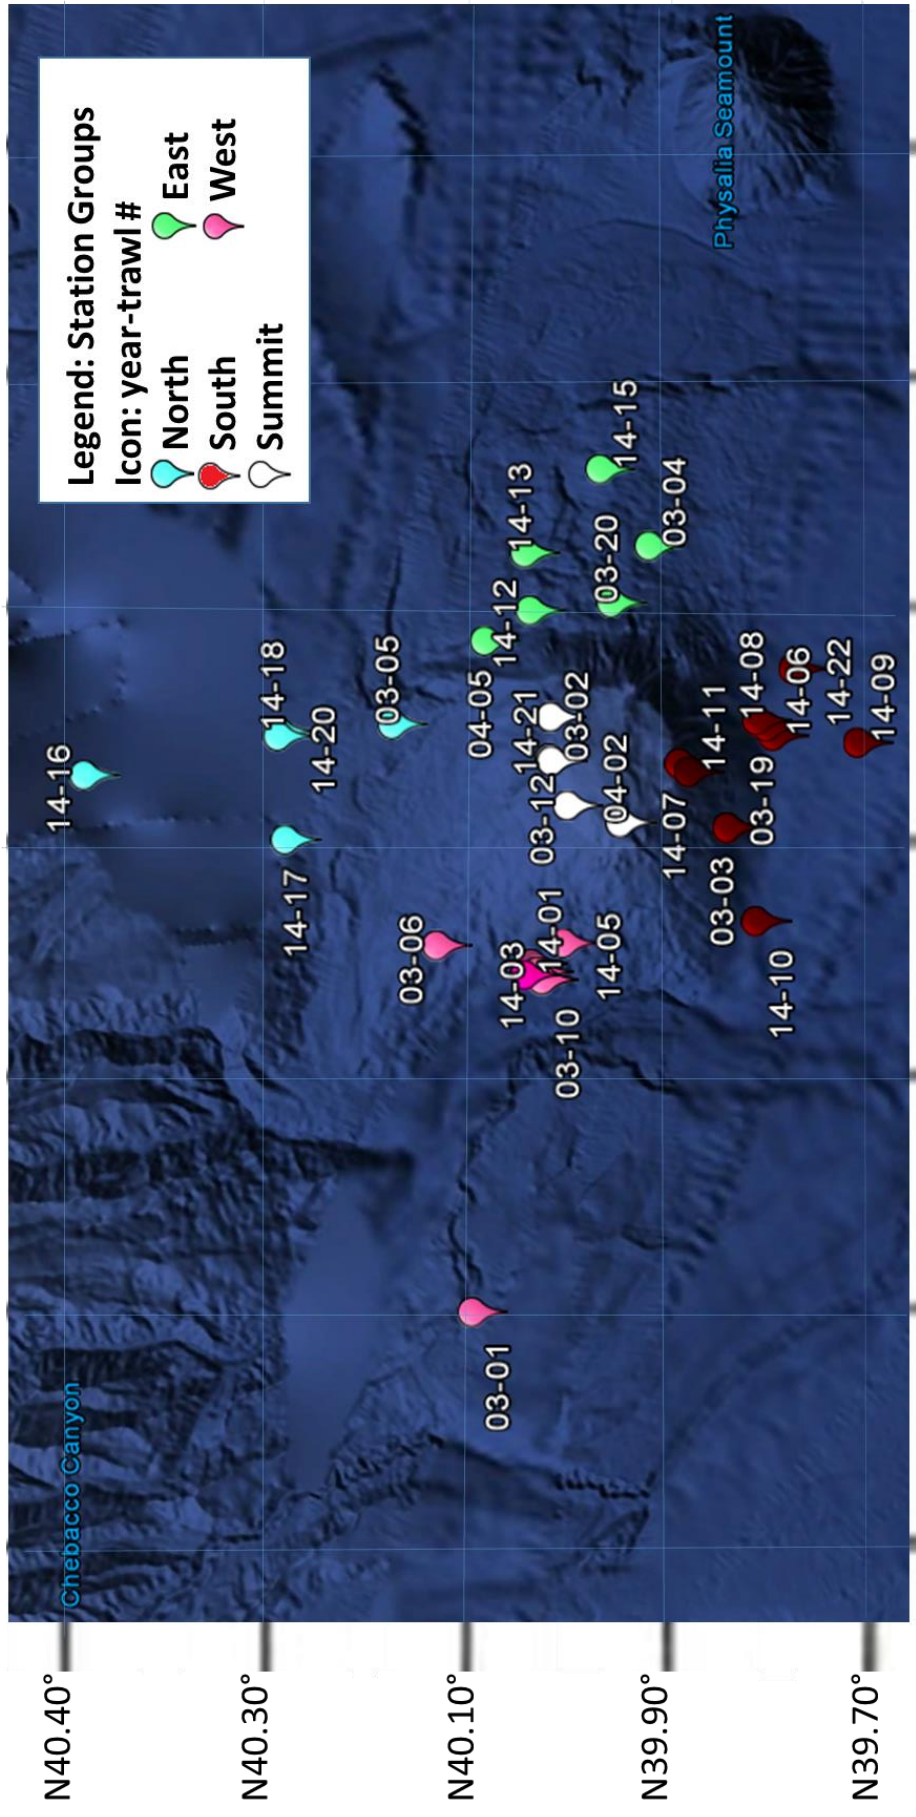 Legend: Station Groups
Icon: year-trawl #
North
East
South
West
Summit
Chebacco Canyon
Physalia Seamount
14-16
14-18
14-20
14-17
03-05
03-06
14-13
14-12
04-05
14-15
03-20
03-04
14-21
03-02
03-12
04-02
14-03
14-01
14-05
03-10
03-01
14-07
14-11
14-08
14-06
14-22
14-09
03-19
03-03
14-10
N40.40°
N40.30°
N40.10°
N39.90°
N39.70°